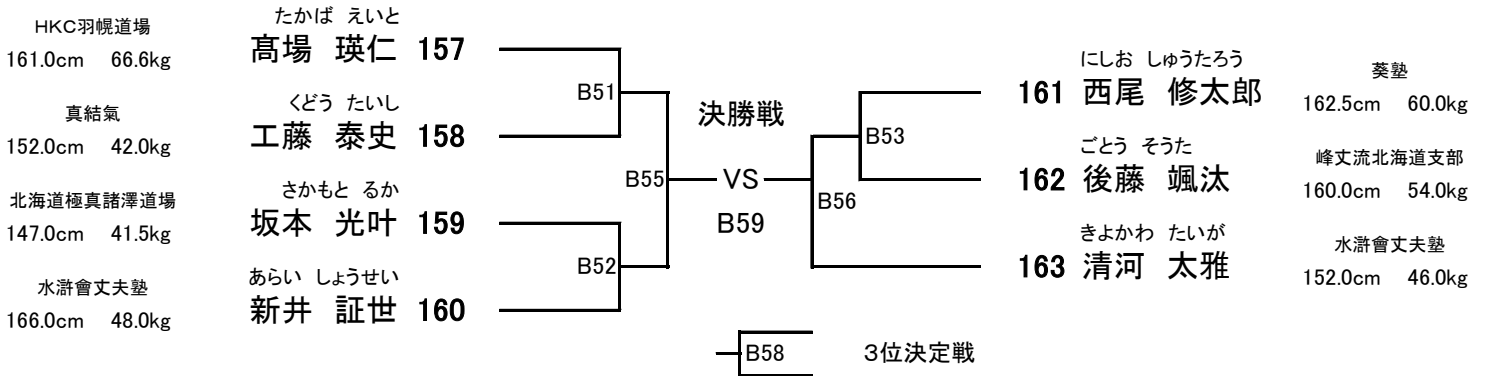 HKC羽幌道場
161.0cm 66.6kg
たかば えいと
髙場 瑛仁 157
真結氣
152.0cm 42.0kg
くどう たいし
工藤 泰史 158
北海道極真諸澤道場
147.0cm 41.5kg
さかもと るか
坂本 光叶 159
水滸會丈夫塾
166.0cm 48.0kg
あらい しょうせい
新井 証世 160
B51
B52
B55
決勝戦
VS
B59
B53
B56
にしお しゅうたろう
161 西尾 修太郎
葵塾
162.5cm 60.0kg
ごとう そうた
162 後藤 颯汰
峰丈流北海道支部
160.0cm 54.0kg
きよかわ たいが
163 清河 太雅
水滸會丈夫塾
152.0cm 46.0kg
B58 3位決定戦